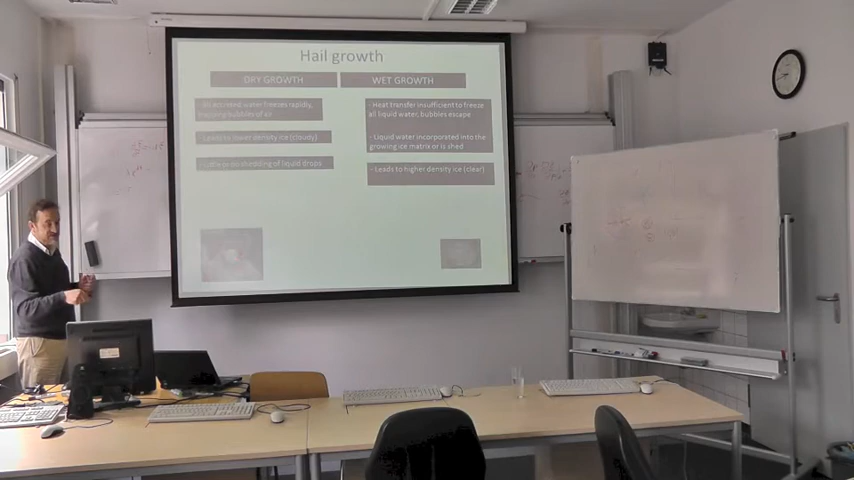 Hail growth
DRY GROWTH
WET GROWTH
- All accreted water freezes rapidly,
trapping bubbles of air
- Leads to lower density ice (cloudy)
- Little or no shedding of liquid drops
- Heat transfer insufficient to freeze
all liquid water, bubbles escape
- Liquid water incorporated into the
growing ice matrix or is shed
- Leads to higher density ice (clear)